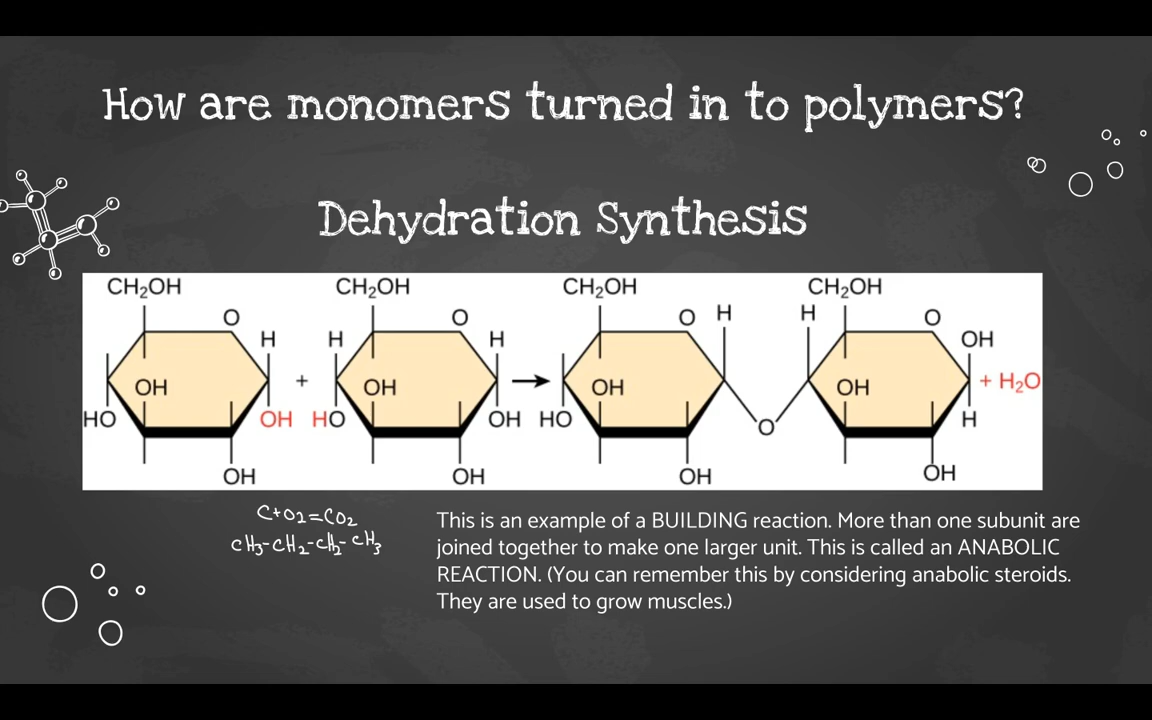 How are monomers turned in to polymers?
Dehydration Synthesis
CH₂OH CH₂OH CH₂OH CH₂OH
O O O H H O
H H H OH
OH + OH → OH OH + H₂O
HO OH HO OH HO O H
OH OH OH OH
C+O2=CO2
CH3-CH2-CH2-CH3
This is an example of a BUILDING reaction. More than one subunit are
joined together to make one larger unit. This is called an ANABOLIC
REACTION. (You can remember this by considering anabolic steroids.
They are used to grow muscles.)